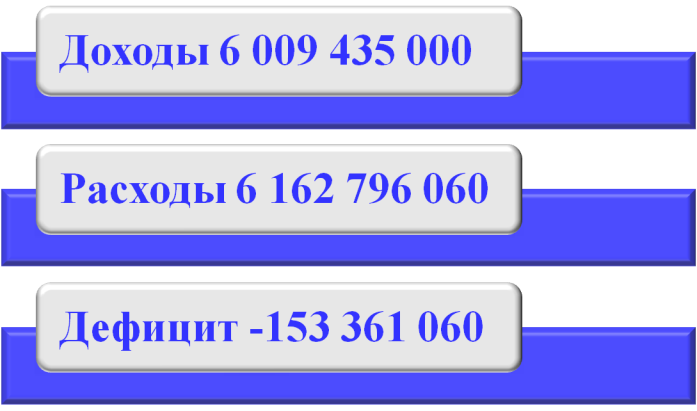 Доходы 6 009 435 000
Расходы 6 162 796 060
Дефицит -153 361 060